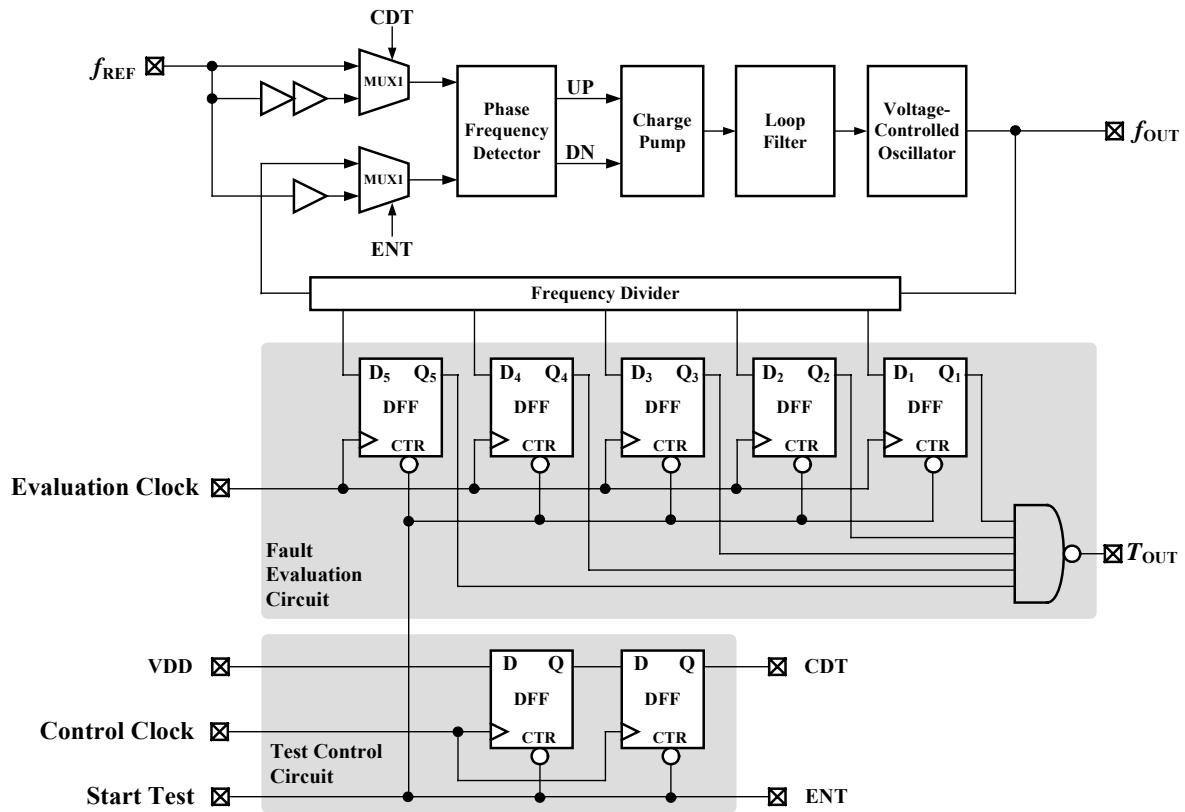 CDT
fREF
MUX1
Phase
Frequency
Detector
UP
DN
Charge
Pump
Loop
Filter
Voltage-
Controlled
Oscillator
fOUT
MUX1
ENT
Frequency Divider
D5 Q5
DFF
CTR
D4 Q4
DFF
CTR
D3 Q3
DFF
CTR
D2 Q2
DFF
CTR
D1 Q1
DFF
CTR
Evaluation Clock
Fault
Evaluation
Circuit
TOUT
VDD
D Q
DFF
CTR
D Q
DFF
CTR
CDT
Control Clock
Test Control
Circuit
Start Test
ENT